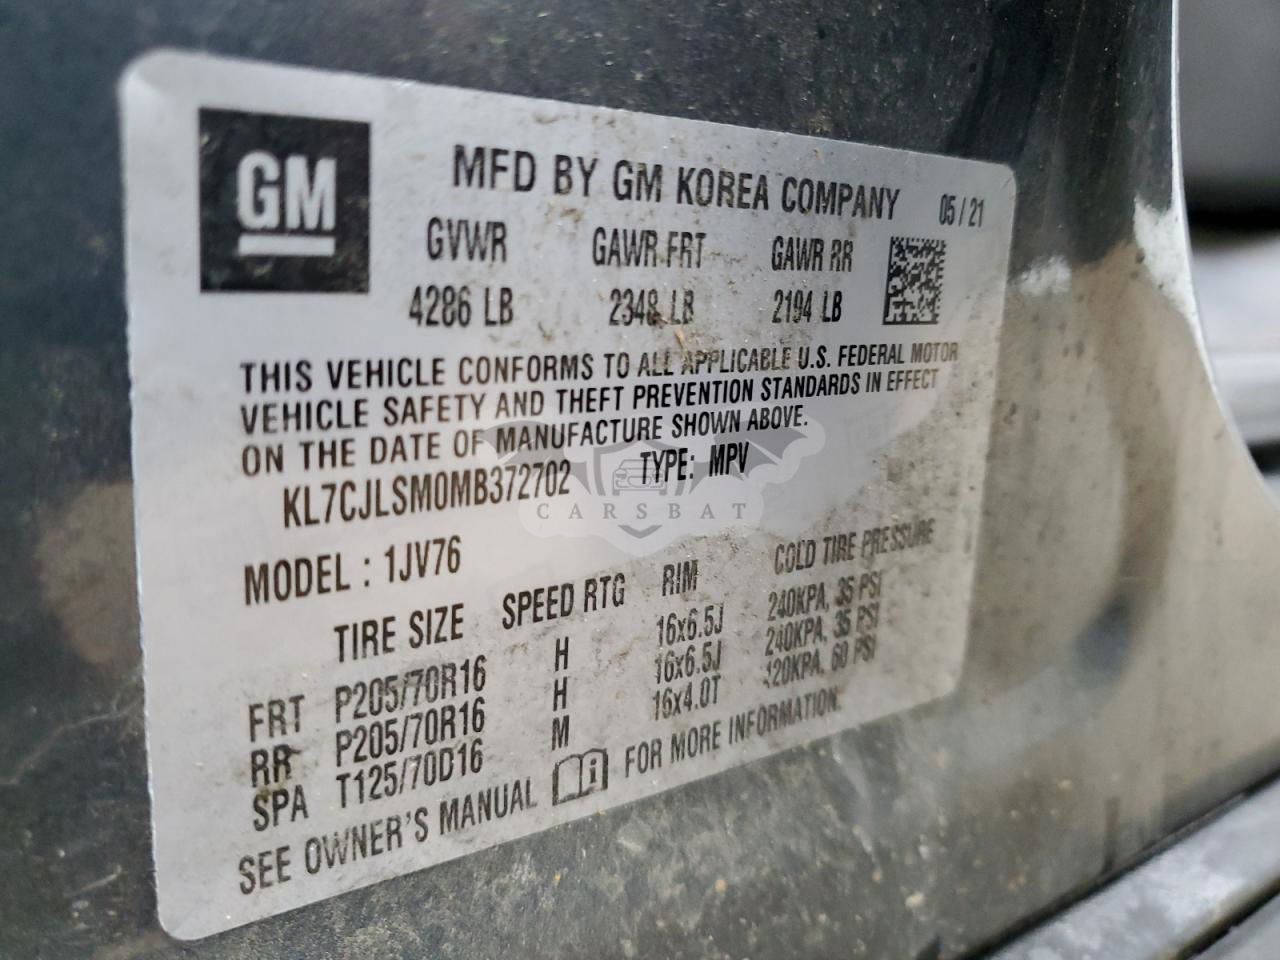 GM
MFD BY GM KOREA COMPANY 05/21
GVWR GAWR FRT GAWR RR
4286 LB 2348 LB 2194 LB
THIS VEHICLE CONFORMS TO ALL APPLICABLE U.S. FEDERAL MOTOR
VEHICLE SAFETY AND THEFT PREVENTION STANDARDS IN EFFECT
ON THE DATE OF MANUFACTURE SHOWN ABOVE.
KL7CJLSM0MB372702 TYPE: MPV
CARSBAT
MODEL : 1JV76
TIRE SIZE SPEED RTG RIM COLD TIRE PRESSURE
FRT P205/70R16 H 16x6.5J 240KPA, 35 PSI
RR P205/70R16 H 16x6.5J 240KPA, 35 PSI
SPA T125/70D16 M 16x4.0T 420KPA, 60 PSI
SEE OWNER'S MANUAL i FOR MORE INFORMATION.